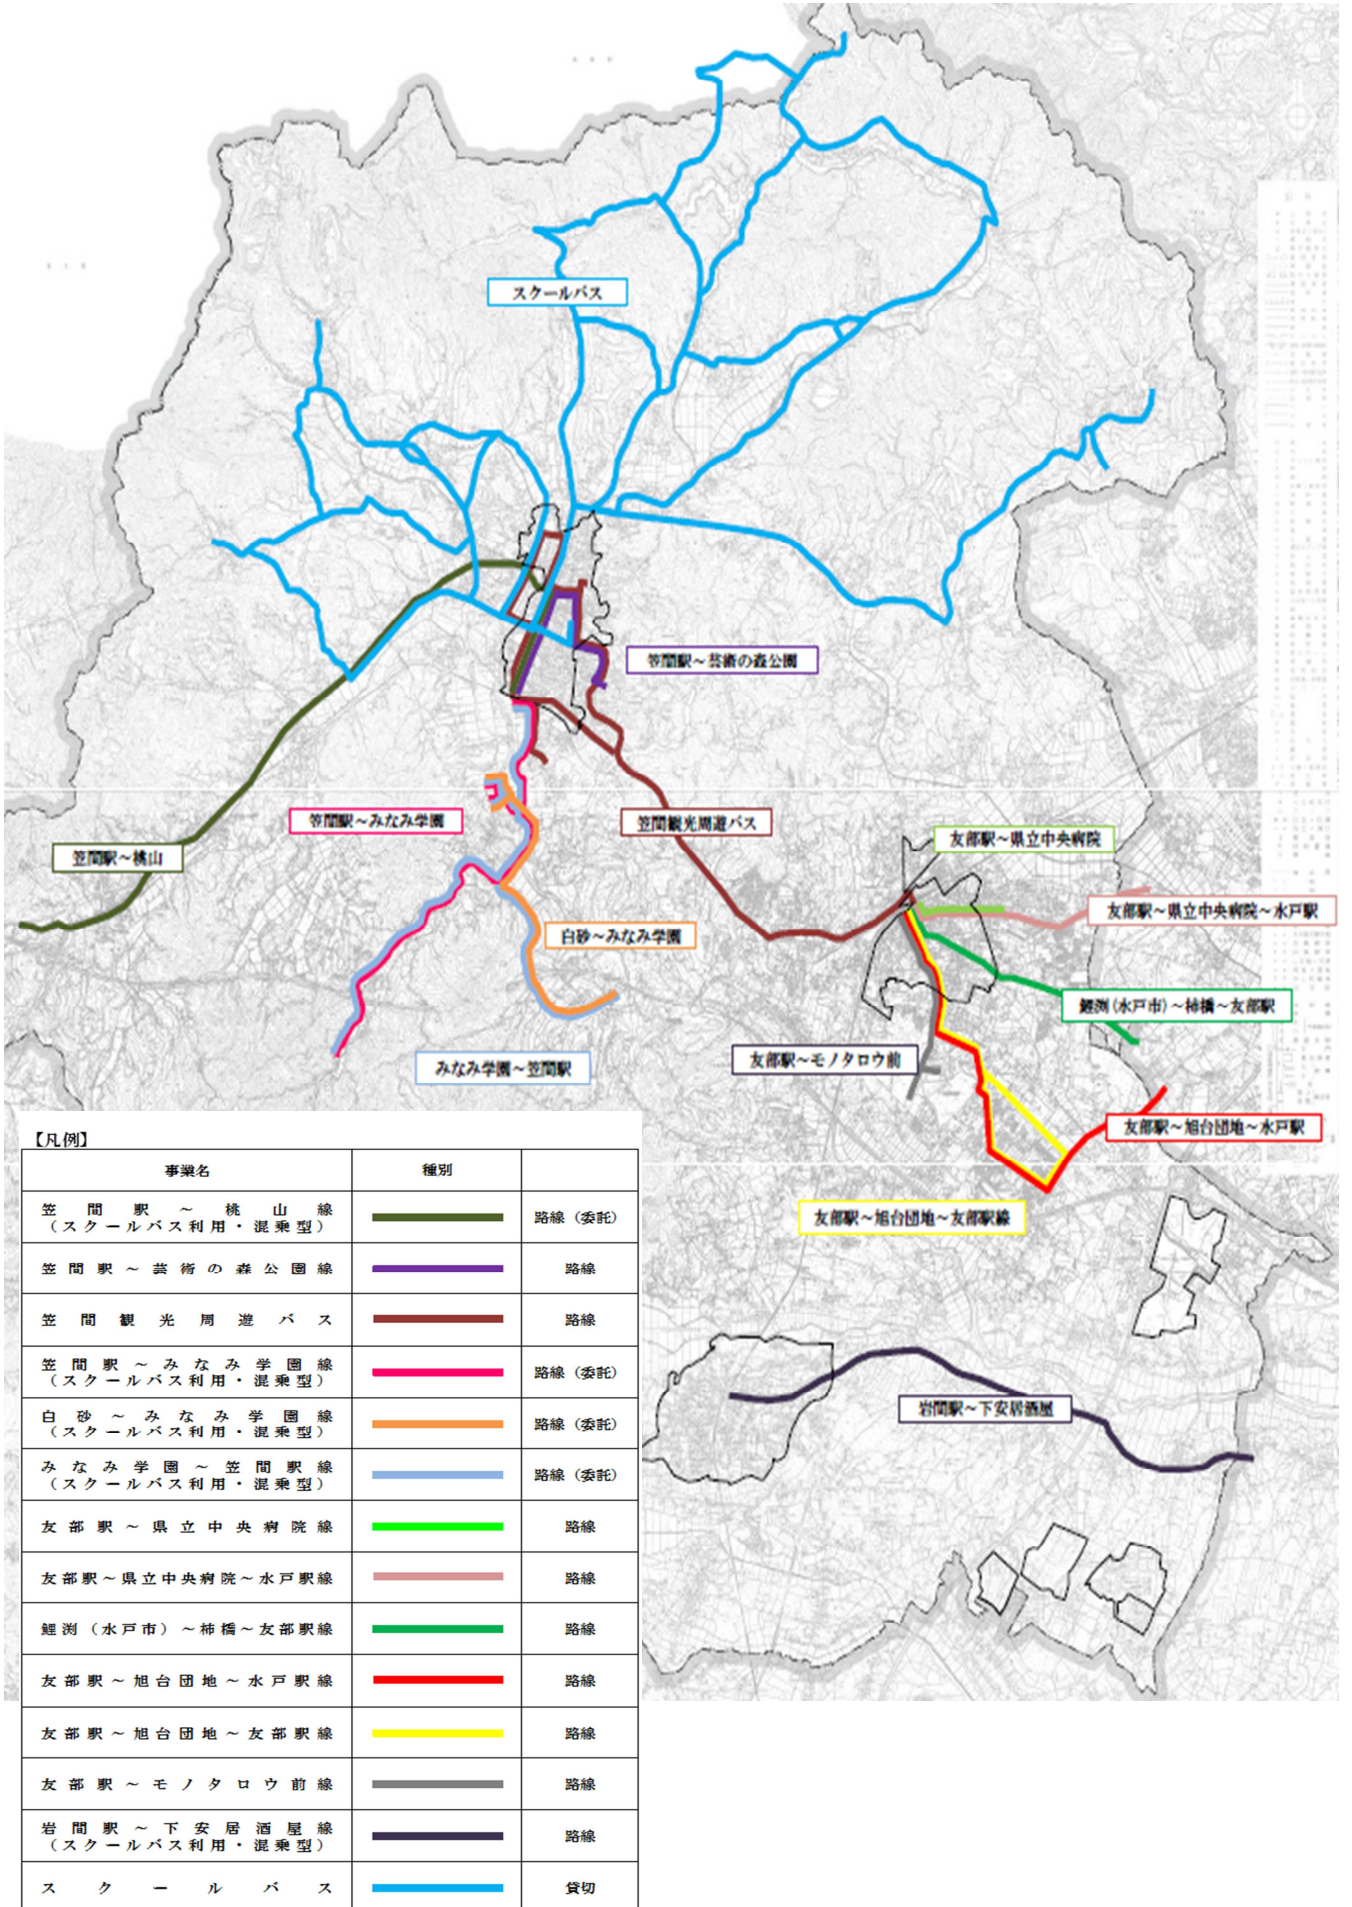 スクールバス
笠間駅～芸術の森公園
笠間駅～みなみ学園
笠間観光周遊バス
友部駅～県立中央病院
笠間駅～桃山
友部駅～県立中央病院～水戸駅
白砂～みなみ学園
鯉渕(水戸市)～柿橋～友部駅
みなみ学園～笠間駅
友部駅～モノタロウ前
友部駅～旭台団地～水戸駅
友部駅～旭台団地～友部駅線
岩間駅～下安居酒屋
【凡例】
事業名 種別
笠間駅～桃山線
（スクールバス利用・混乗型） 路線（委託）
笠間駅～芸術の森公園線 路線
笠間観光周遊バス 路線
笠間駅～みなみ学園線
（スクールバス利用・混乗型） 路線（委託）
白砂～みなみ学園線
（スクールバス利用・混乗型） 路線（委託）
みなみ学園～笠間駅線
（スクールバス利用・混乗型） 路線（委託）
友部駅～県立中央病院線 路線
友部駅～県立中央病院～水戸駅線 路線
鯉渕（水戸市）～柿橋～友部駅線 路線
友部駅～旭台団地～水戸駅線 路線
友部駅～旭台団地～友部駅線 路線
友部駅～モノタロウ前線 路線
岩間駅～下安居酒屋線
（スクールバス利用・混乗型） 路線
スクールバス 貸切